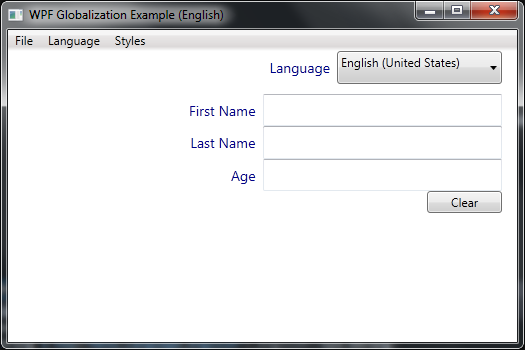 WPF Globalization Example (English)
File Language Styles
Language English (United States)
First Name
Last Name
Age
Clear